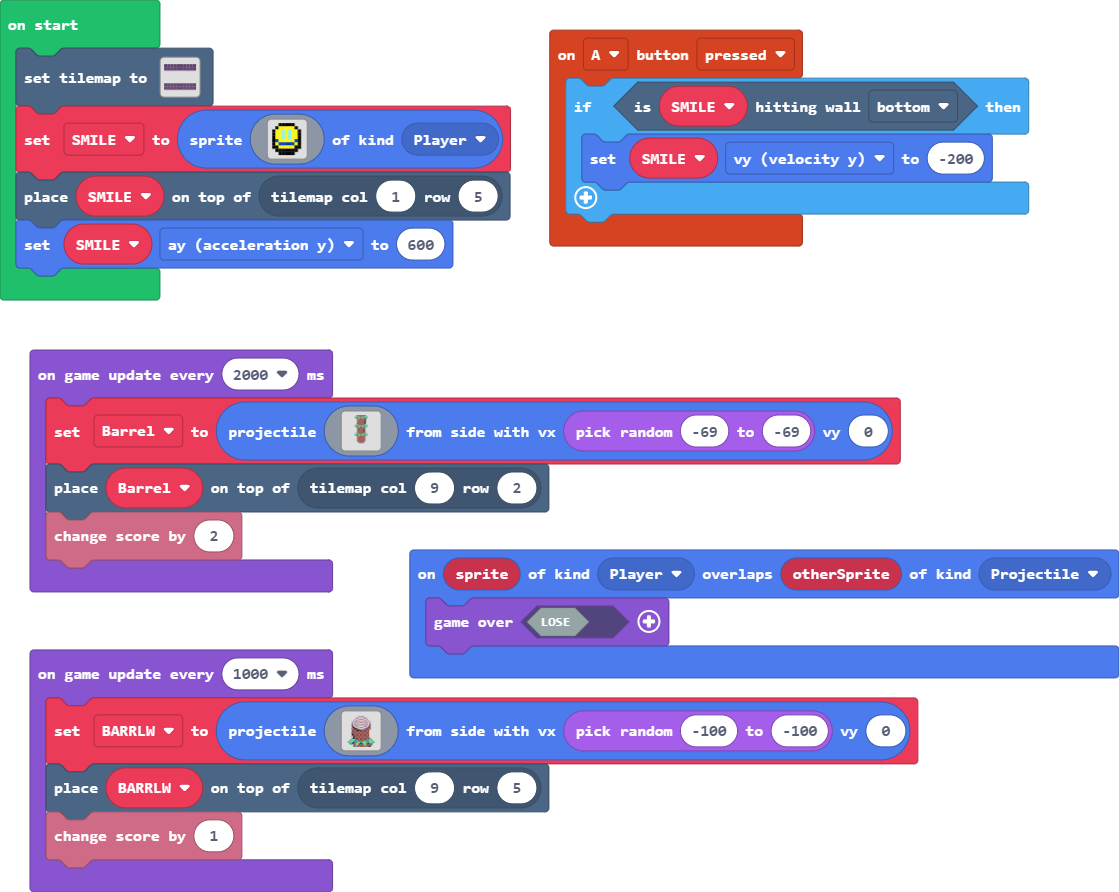 on start
set tilemap to
set SMILE to sprite of kind Player
place SMILE on top of tilemap col 1 row 5
set SMILE ay (acceleration y) to 600
on A button pressed
if is SMILE hitting wall bottom then
set SMILE vy (velocity y) to -200
on game update every 2000 ms
set Barrel to projectile from side with vx pick random -69 to -69 vy 0
place Barrel on top of tilemap col 9 row 2
change score by 2
on sprite of kind Player overlaps otherSprite of kind Projectile
game over LOSE
on game update every 1000 ms
set BARRLW to projectile from side with vx pick random -100 to -100 vy 0
place BARRLW on top of tilemap col 9 row 5
change score by 1